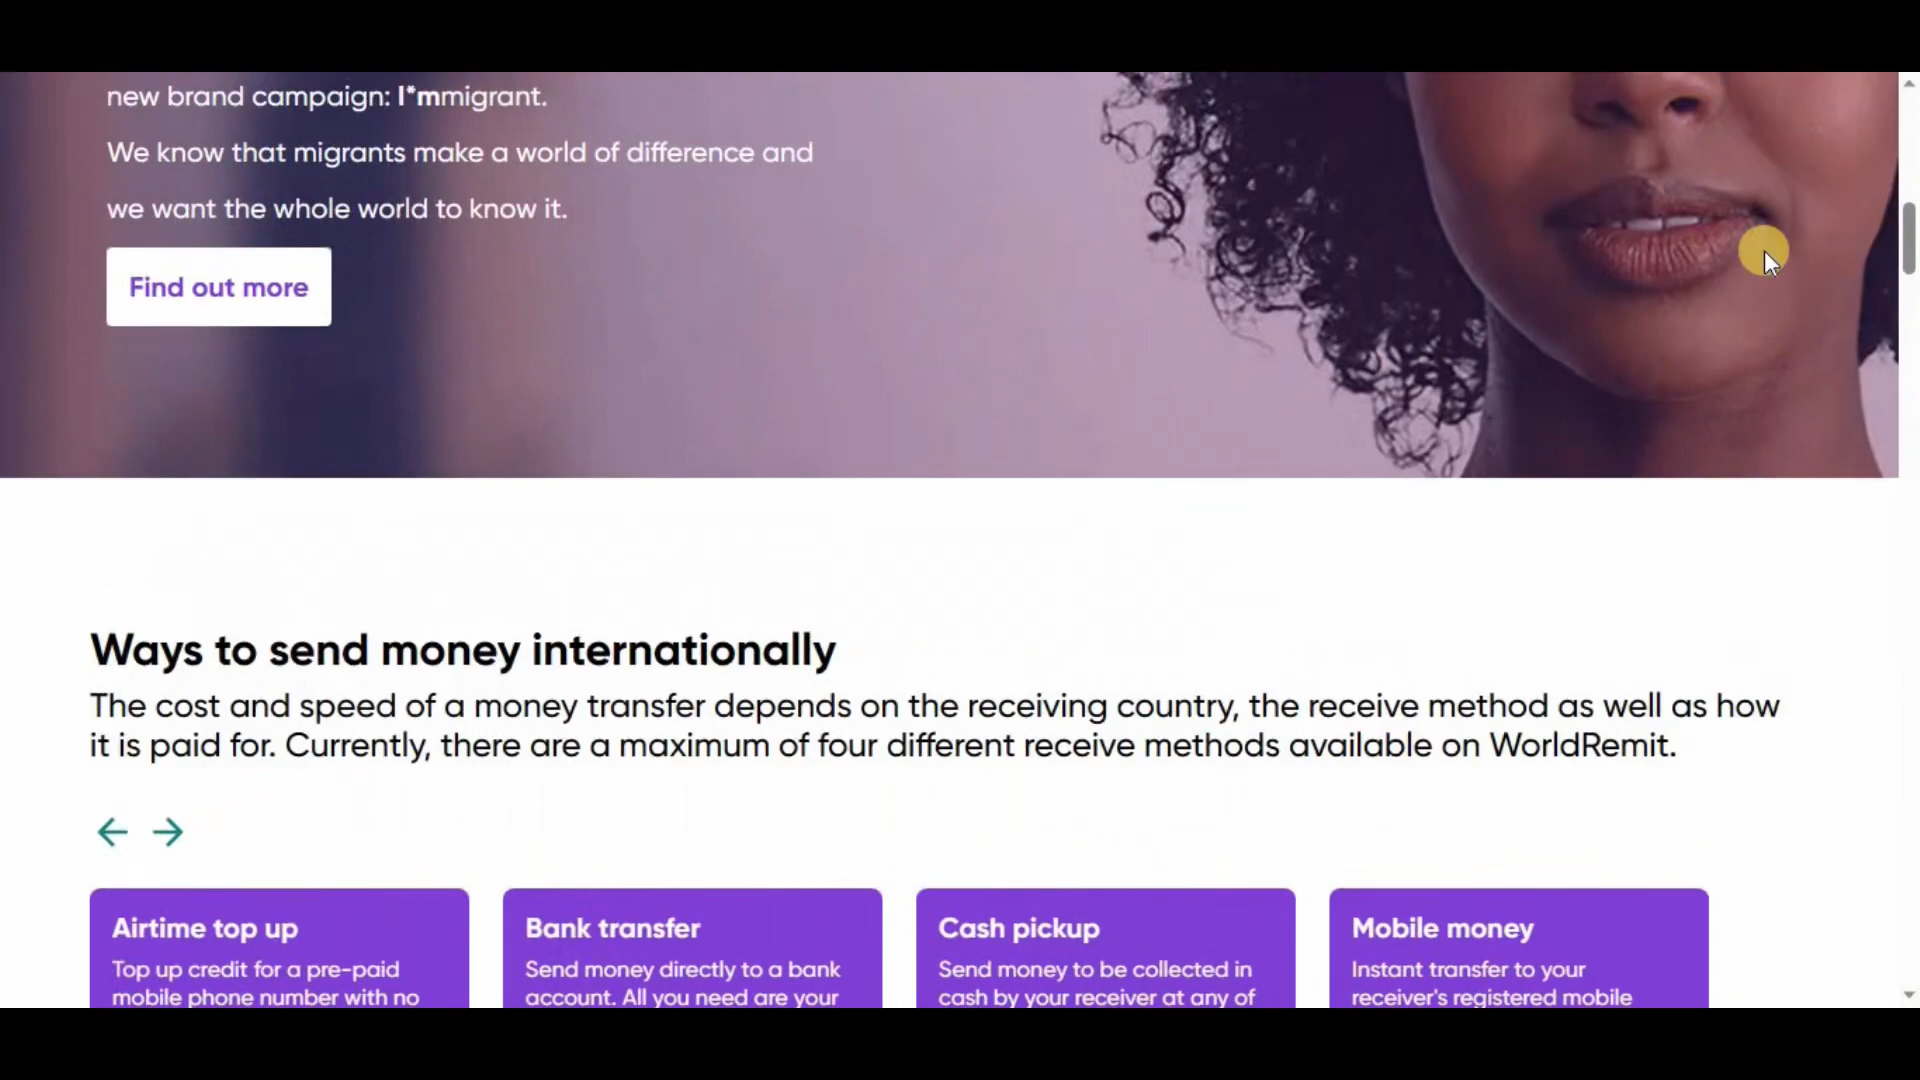 new brand campaign: I*mmigrant.
We know that migrants make a world of difference and
we want the whole world to know it.
Find out more
Ways to send money internationally
The cost and speed of a money transfer depends on the receiving country, the receive method as well as how
it is paid for. Currently, there are a maximum of four different receive methods available on WorldRemit.
Airtime top up
Top up credit for a pre-paid
mobile phone number with no
Bank transfer
Send money directly to a bank
account. All you need are your
Cash pickup
Send money to be collected in
cash by your receiver at any of
Mobile money
Instant transfer to your
receiver's registered mobile